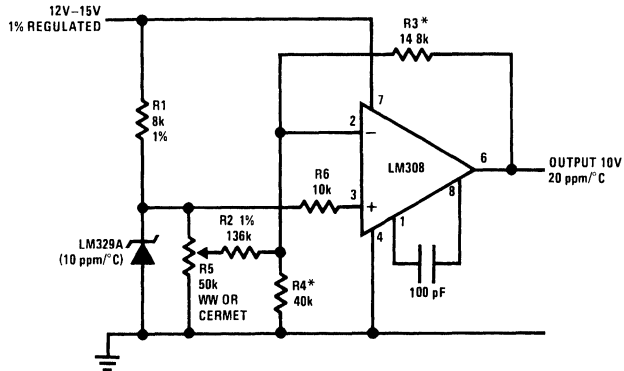 12V–15V
1% REGULATED
R3*
14 8k
R1
8k
1%
7
2
−
LM308
6
OUTPUT 10V
20 ppm/°C
R6
10k
3
+
8
4
1
R2 1%
136k
LM329A
(10 ppm/°C)
R5
50k
WW OR
CERMET
R4*
40k
100 pF